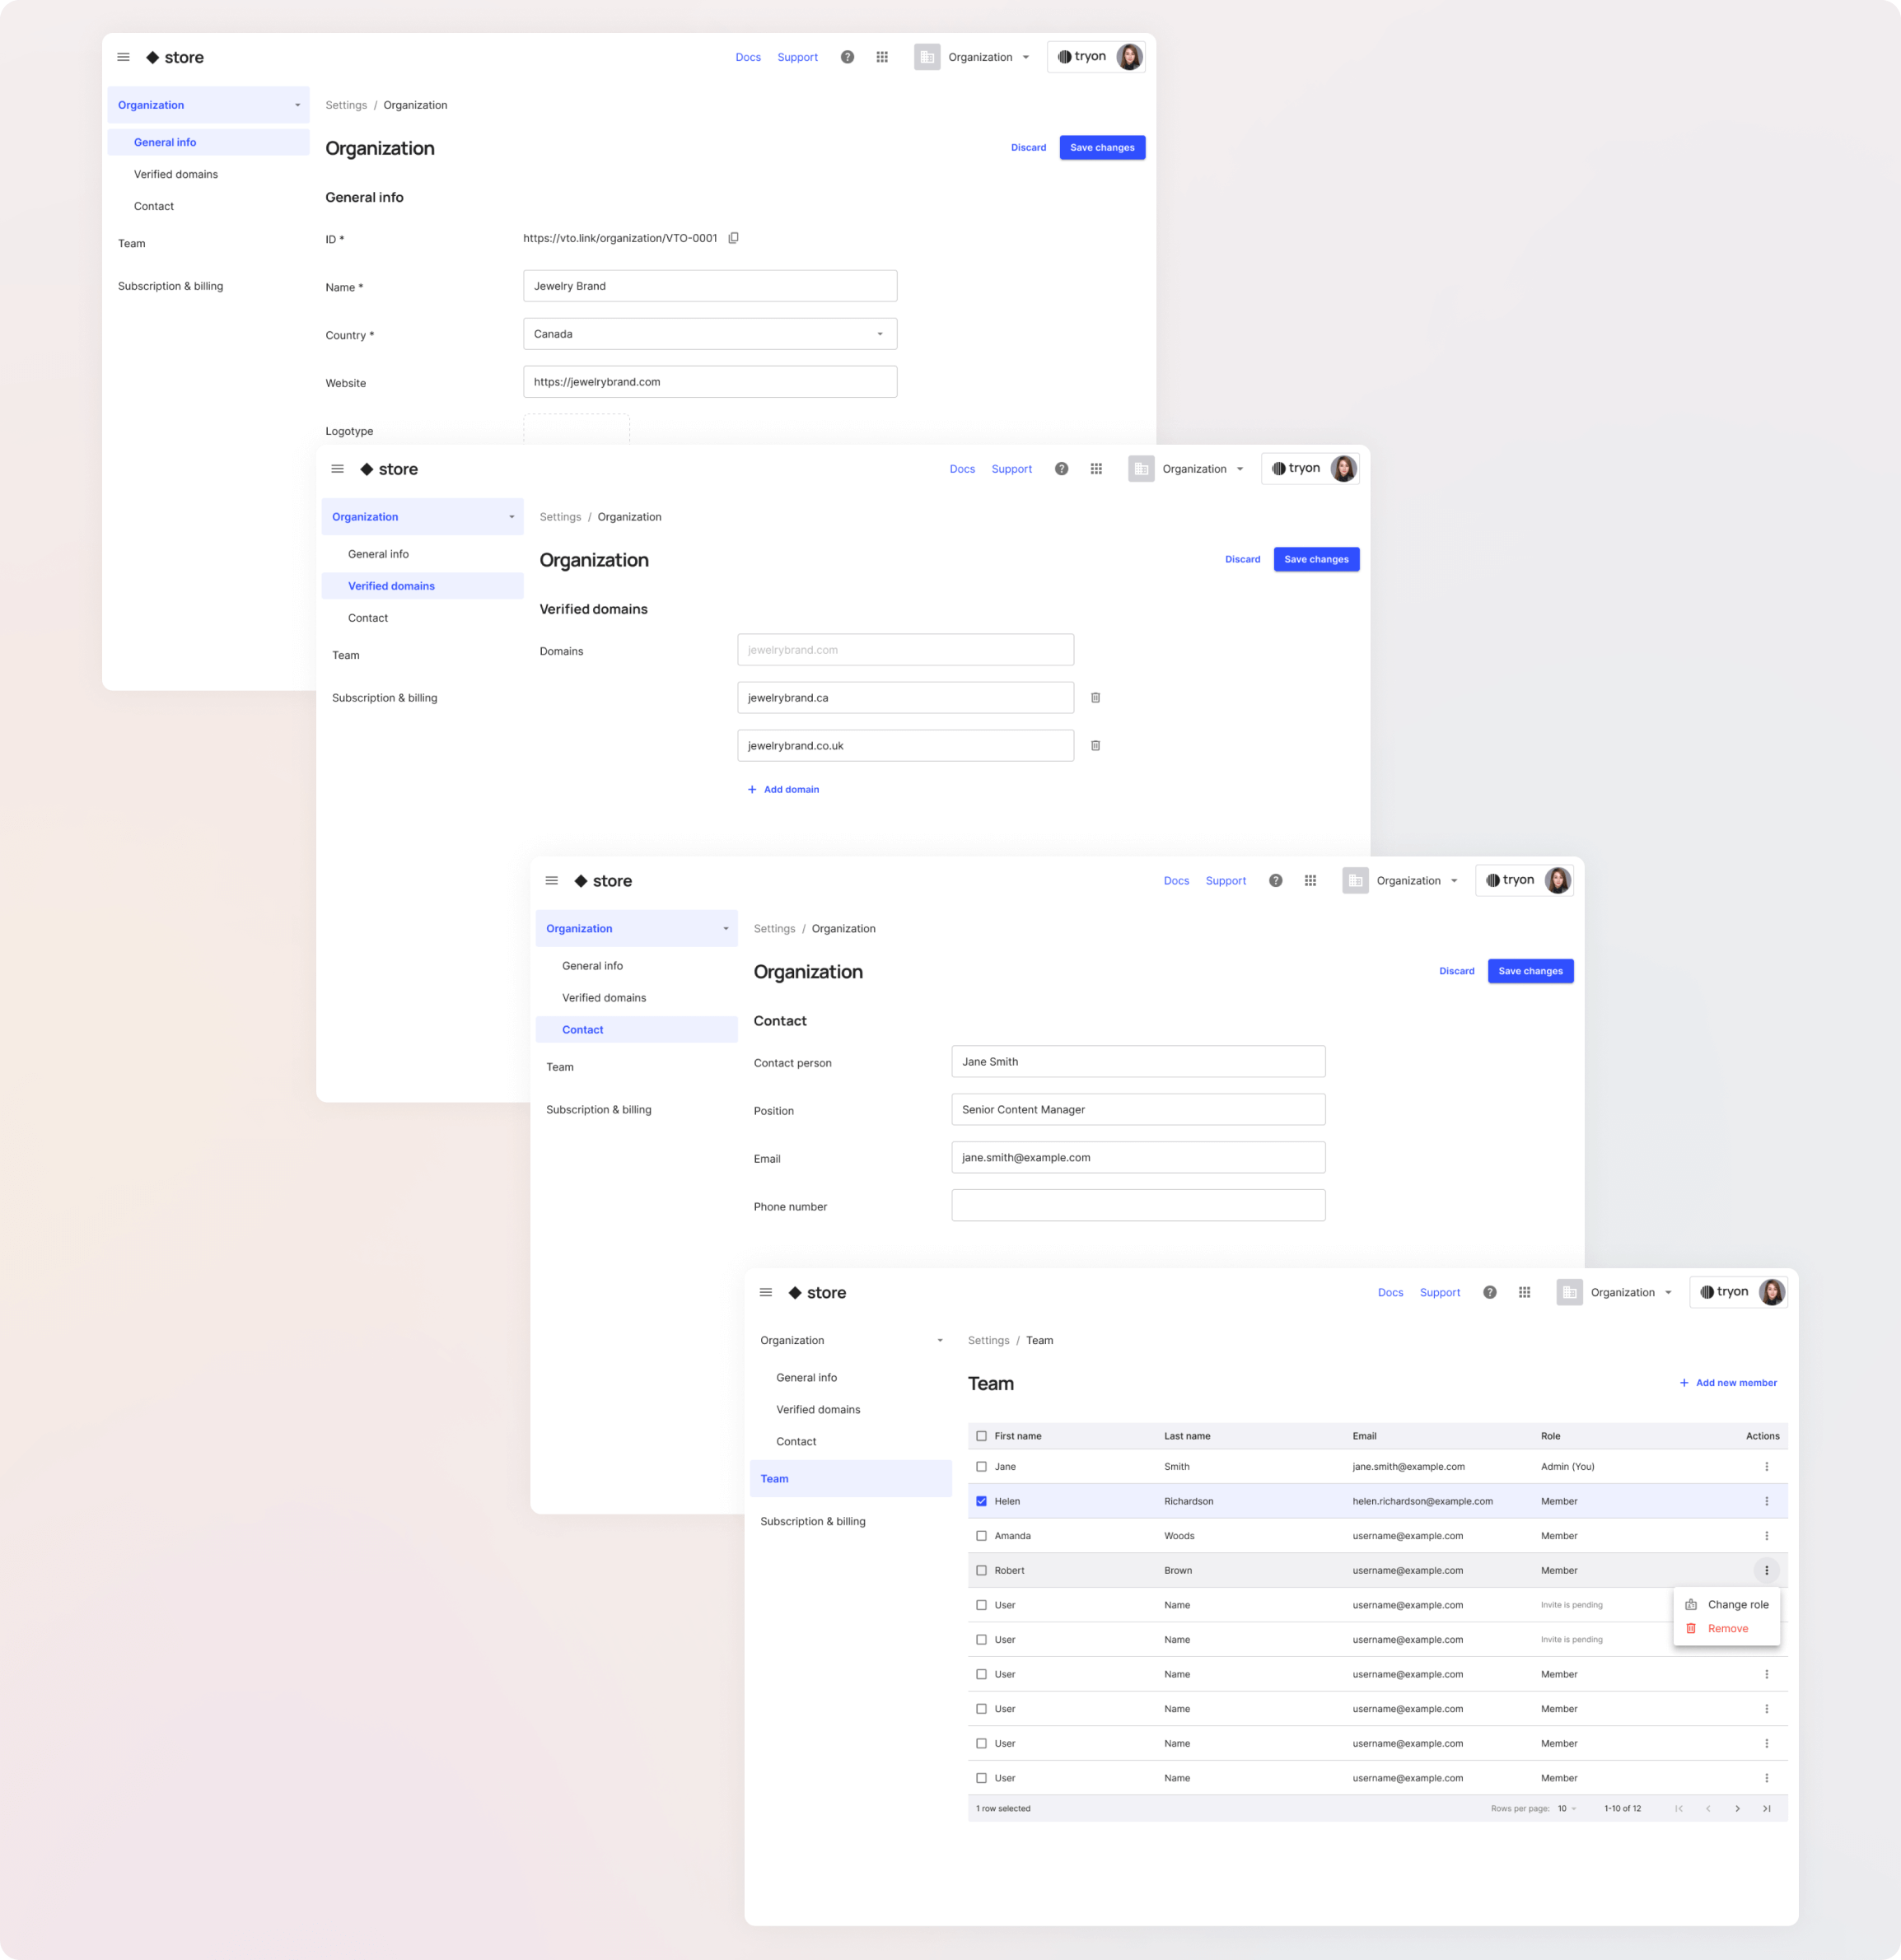 store
Docs Support ? Organization tryon
Organization
Settings / Organization
General info
Verified domains
Contact
Team
Subscription & billing
Organization
Discard Save changes
General info
ID * https://vto.link/organization/VTO-0001
Name * Jewelry Brand
Country * Canada
Website https://jewelrybrand.com
Logotype
store
Docs Support ? Organization tryon
Organization
Settings / Organization
General info
Verified domains
Contact
Team
Subscription & billing
Organization
Discard Save changes
Verified domains
Domains jewelrybrand.com
jewelrybrand.ca
jewelrybrand.co.uk
+ Add domain
store
Docs Support ? Organization tryon
Organization
Settings / Organization
General info
Verified domains
Contact
Team
Subscription & billing
Organization
Discard Save changes
Contact
Contact person Jane Smith
Position Senior Content Manager
Email jane.smith@example.com
Phone number
store
Docs Support ? Organization tryon
Organization
Settings / Team
General info
Verified domains
Contact
Team
Subscription & billing
Team
+ Add new member
First name Last name Email Role Actions
Jane Smith jane.smith@example.com Admin (You)
Helen Richardson helen.richardson@example.com Member
Amanda Woods username@example.com Member
Robert Brown username@example.com Member
User Name username@example.com Invite is pending
Change role
Remove
User Name username@example.com Invite is pending
User Name username@example.com Member
User Name username@example.com Member
User Name username@example.com Member
User Name username@example.com Member
1 row selected Rows per page: 10 1-10 of 12